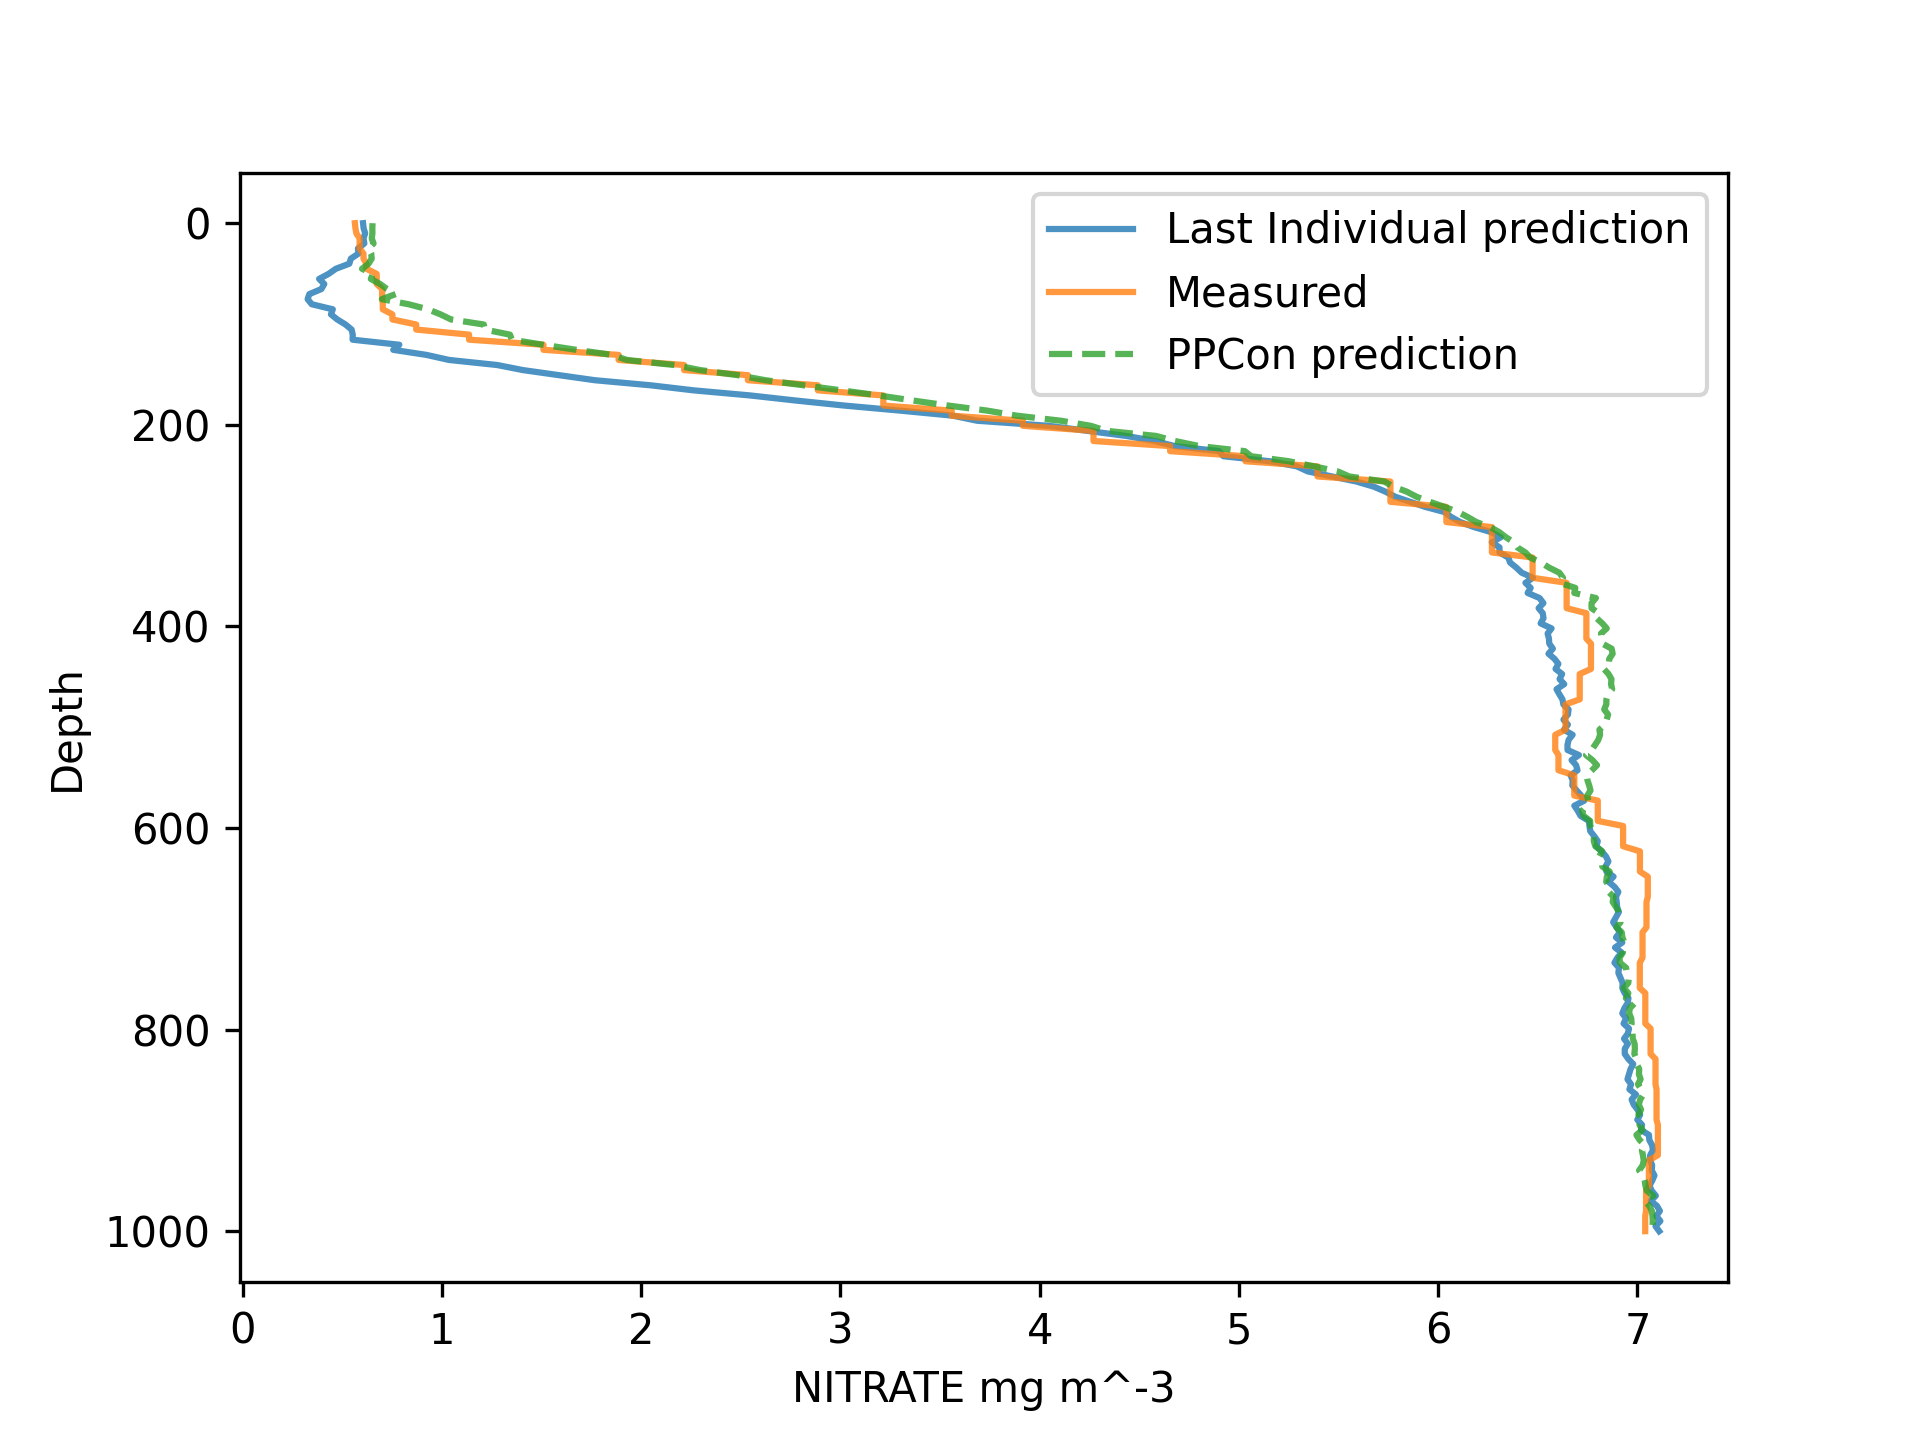 Last Individual prediction
Measured
PPCon prediction
0
200
400
600
800
1000
Depth
0 1 2 3 4 5 6 7
NITRATE mg m^-3